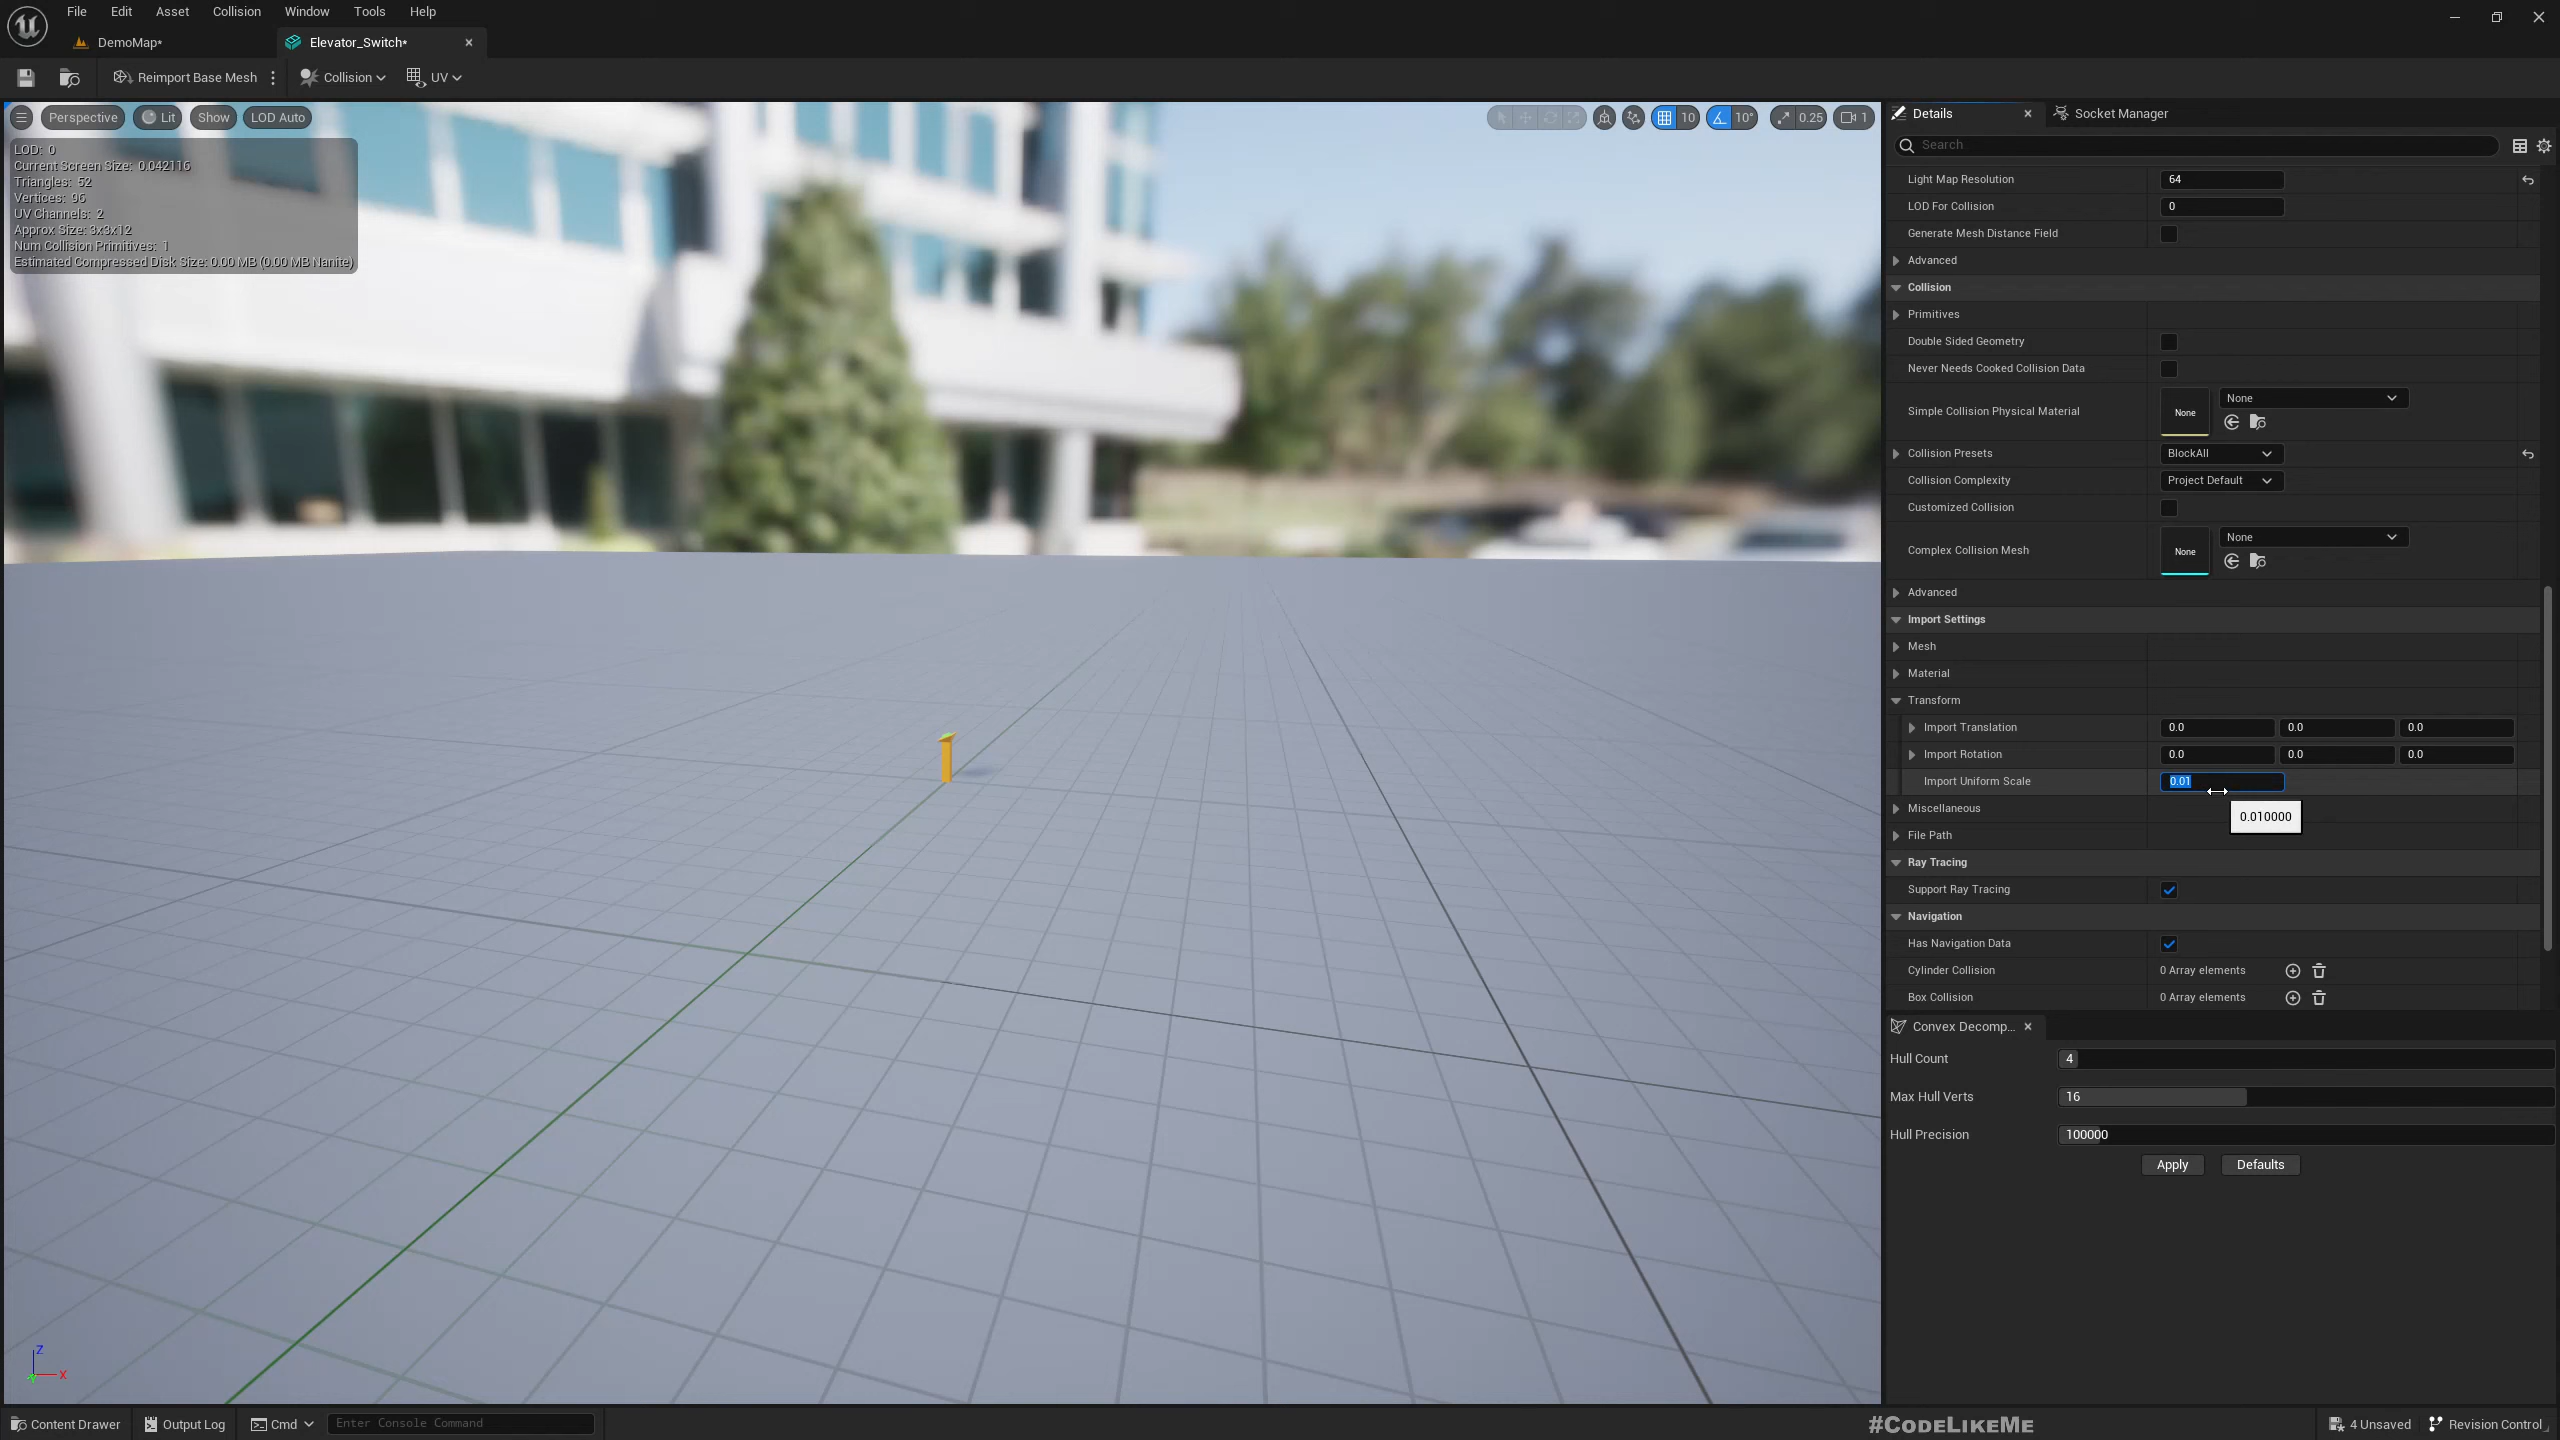 File Edit Asset Collision Window Tools Help
DemoMap* Elevator_Switch*
Reimport Base Mesh Collision UV
Perspective Lit Show LOD Auto 10 10° 0.25 1
LOD: 0
Current Screen Size: 0.042116
Triangles: 52
Vertices: 96
UV Channels: 2
Approx Size: 3x3x12
Num Collision Primitives: 1
Estimated Compressed Disk Size: 0.00 MB (0.00 MB Nanite)
Details Socket Manager
Search
Light Map Resolution 64
LOD For Collision 0
Generate Mesh Distance Field
Advanced
Collision
Primitives
Double Sided Geometry
Never Needs Cooked Collision Data
Simple Collision Physical Material None None
Collision Presets BlockAll
Collision Complexity Project Default
Customized Collision
Complex Collision Mesh None None
Advanced
Import Settings
Mesh
Material
Transform
Import Translation 0.0 0.0 0.0
Import Rotation 0.0 0.0 0.0
Import Uniform Scale 0.01
Miscellaneous
0.010000
File Path
Ray Tracing
Support Ray Tracing
Navigation
Has Navigation Data
Cylinder Collision 0 Array elements
Box Collision 0 Array elements
Convex Decomp...
Hull Count 4
Max Hull Verts 16
Hull Precision 100000
Apply Defaults
Z
X
Content Drawer Output Log Cmd Enter Console Command #CodeLikeMe 4 Unsaved Revision Control